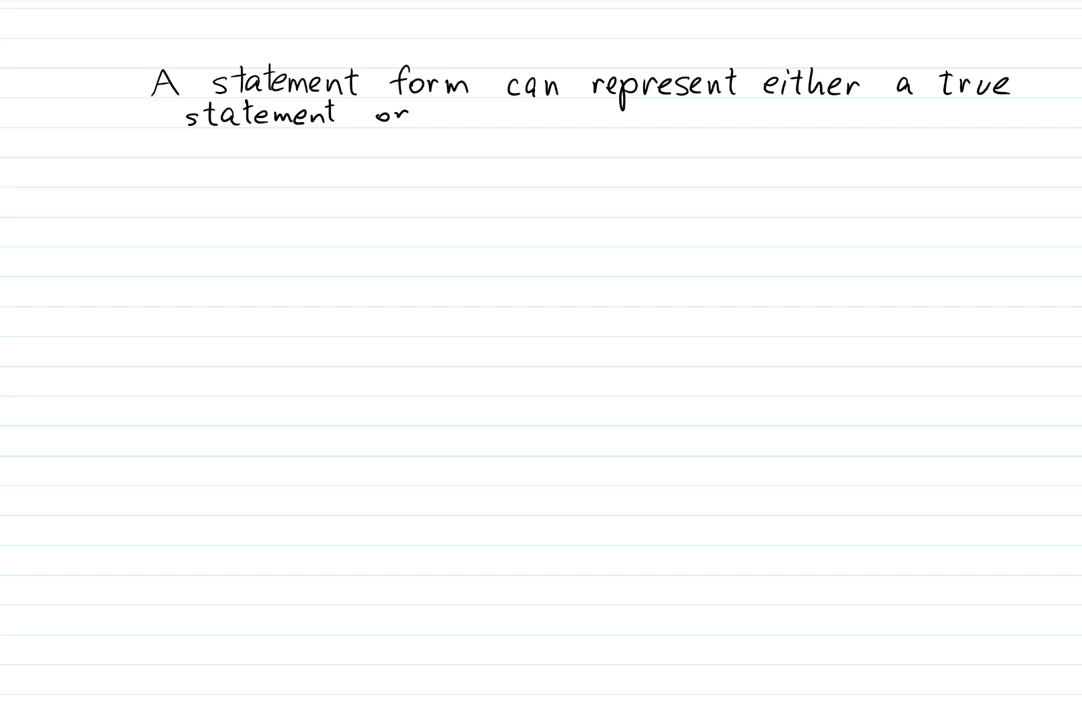 A statement form can represent either a true
statement or